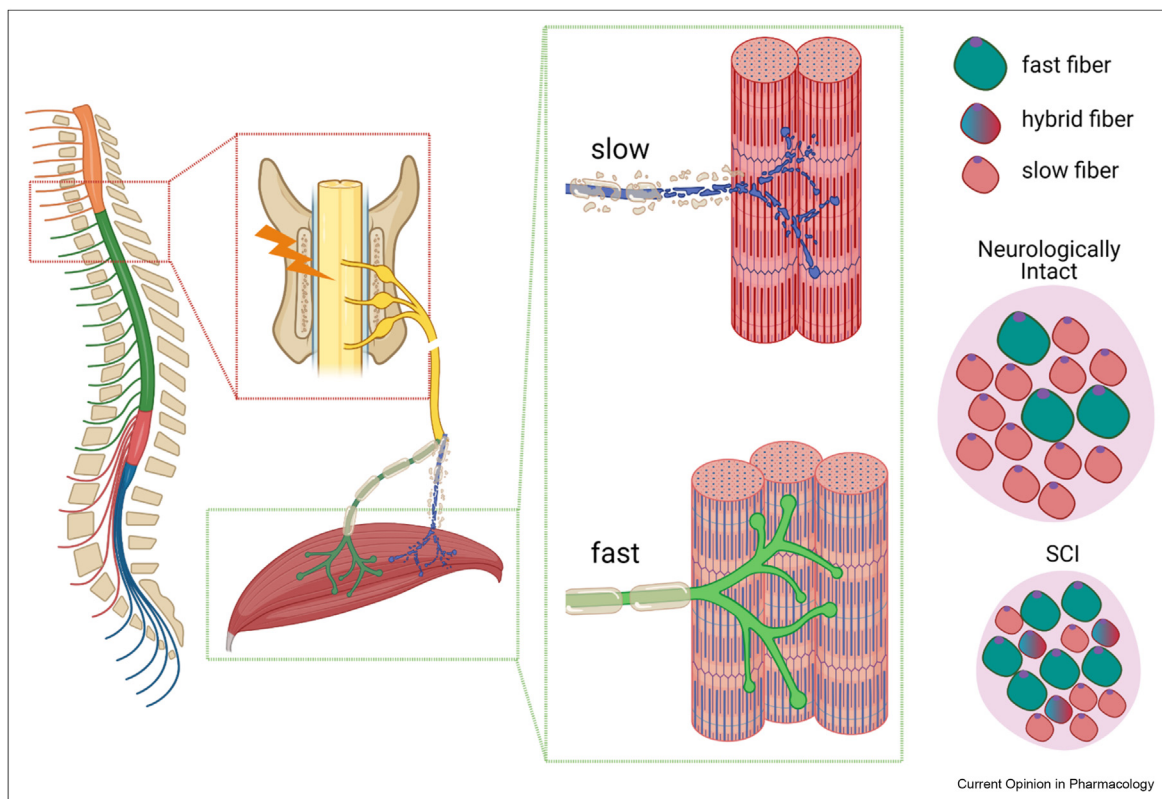 slow
fast
fast fiber
hybrid fiber
slow fiber
Neurologically
Intact
SCI
Current Opinion in Pharmacology